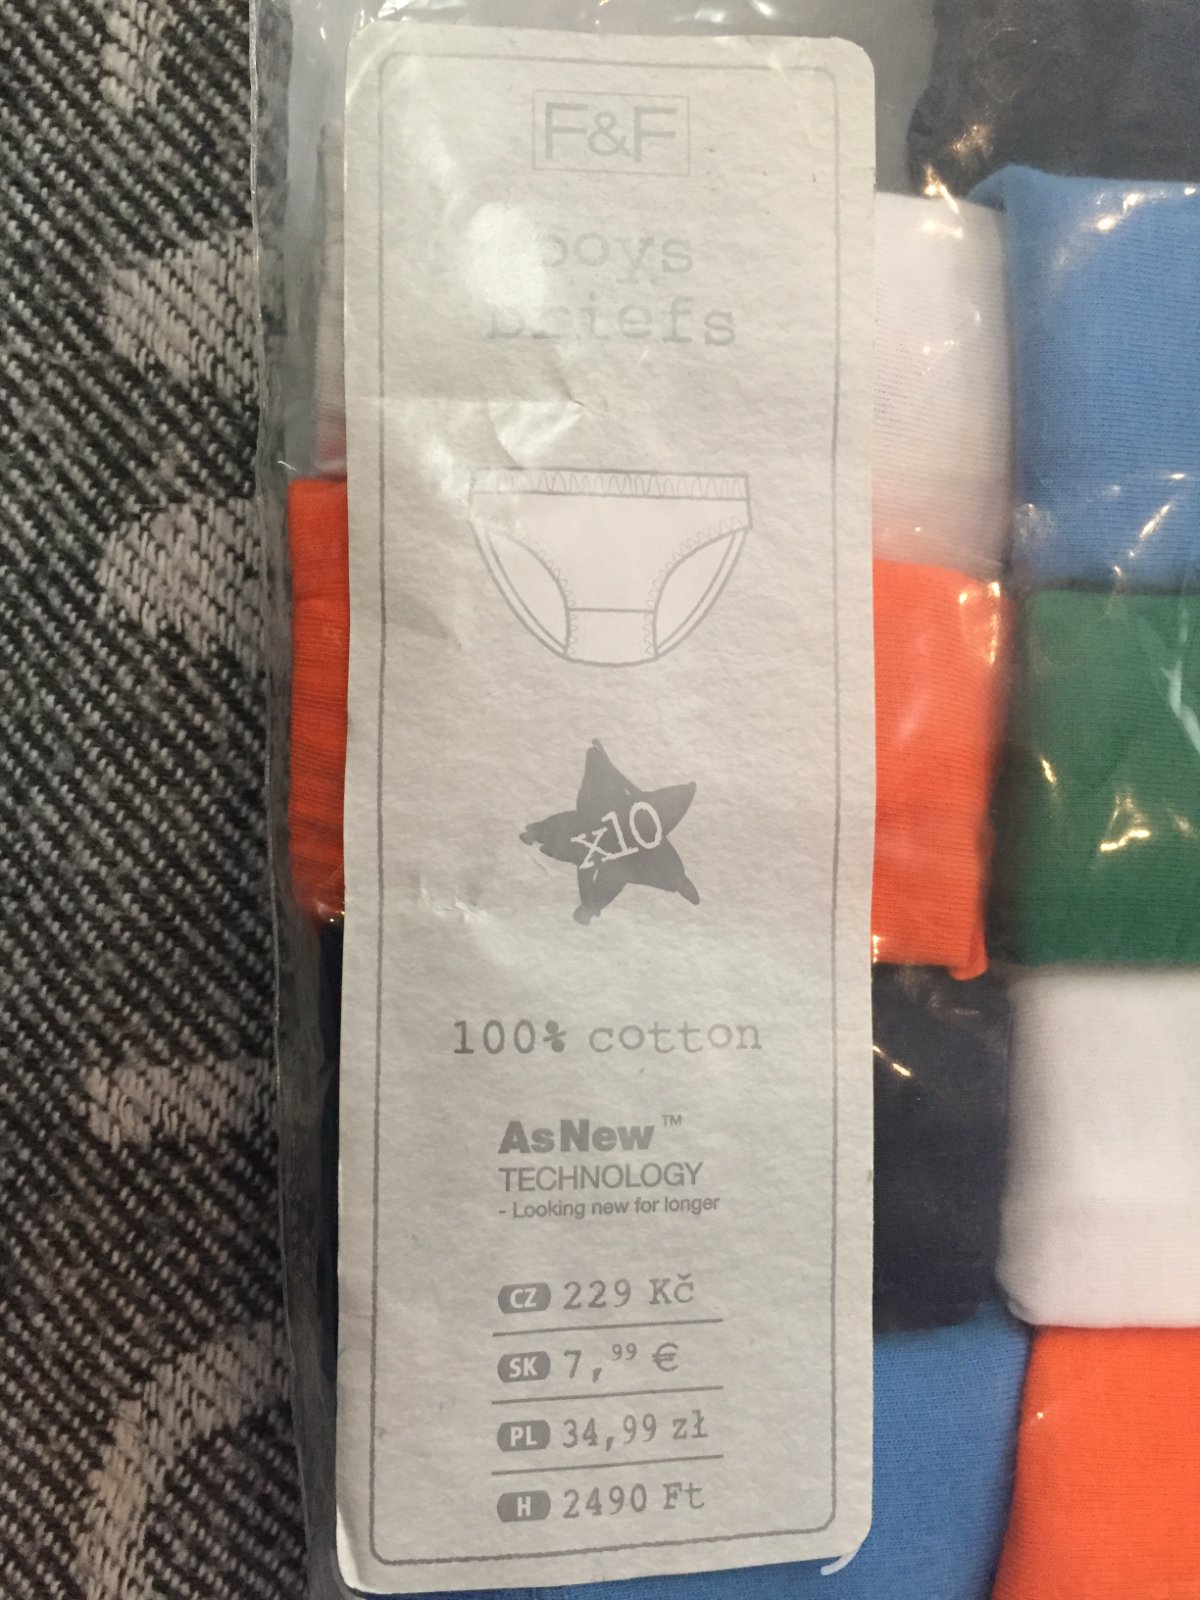 F&F
boys
briefs
x10
100% cotton
AsNew™
TECHNOLOGY
- Looking new for longer
CZ 229 Kč
SK 7,99 €
PL 34,99 zł
H 2490 Ft